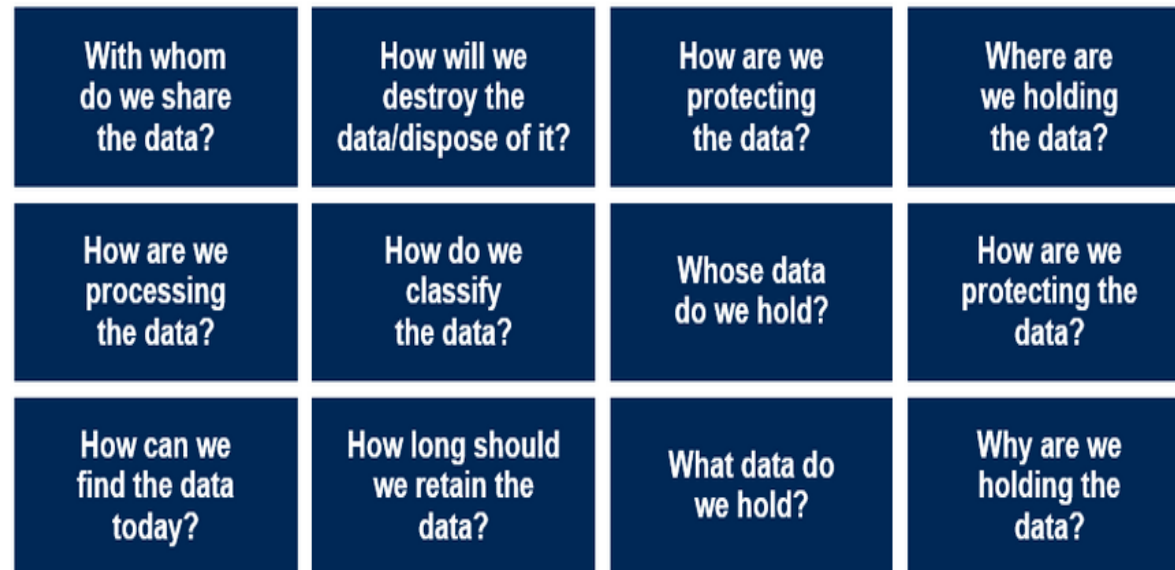 With whom
do we share
the data?
How will we
destroy the
data/dispose of it?
How are we
protecting
the data?
Where are
we holding
the data?
How are we
processing
the data?
How do we
classify
the data?
Whose data
do we hold?
How are we
protecting the
data?
How can we
find the data
today?
How long should
we retain the
data?
What data do
we hold?
Why are we
holding the
data?